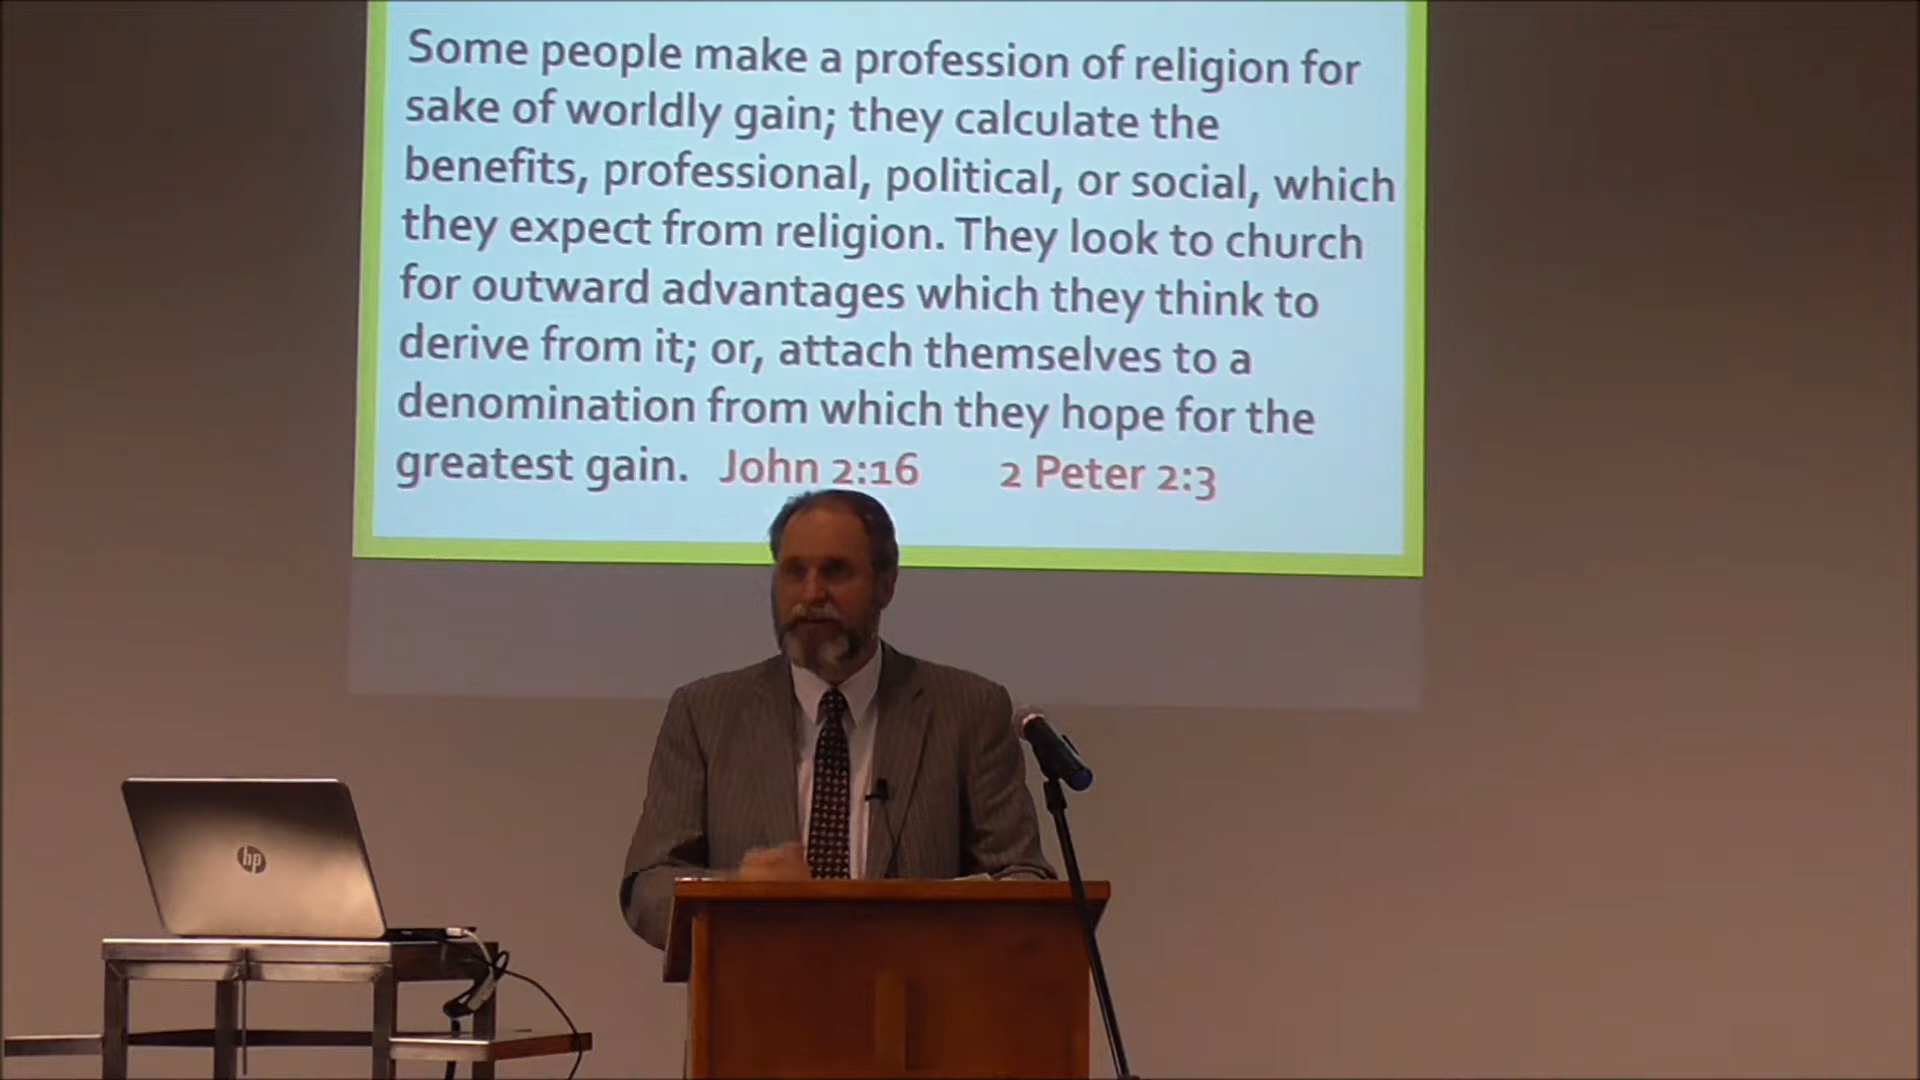 Some people make a profession of religion for
sake of worldly gain; they calculate the
benefits, professional, political, or social, which
they expect from religion. They look to church
for outward advantages which they think to
derive from it; or, attach themselves to a
denomination from which they hope for the
greatest gain. John 2:16 2 Peter 2:3
hp